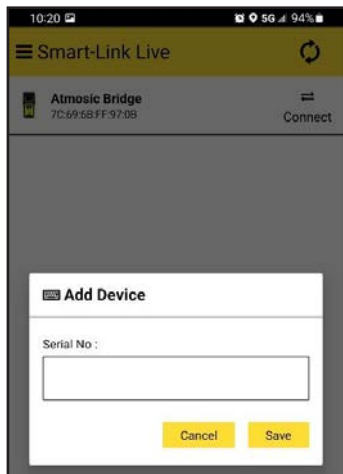 10:20 5G 94%
Smart-Link Live
Atmosic Bridge
7C:69:6B:FF:97:0B
Connect
Add Device
Serial No :
Cancel Save